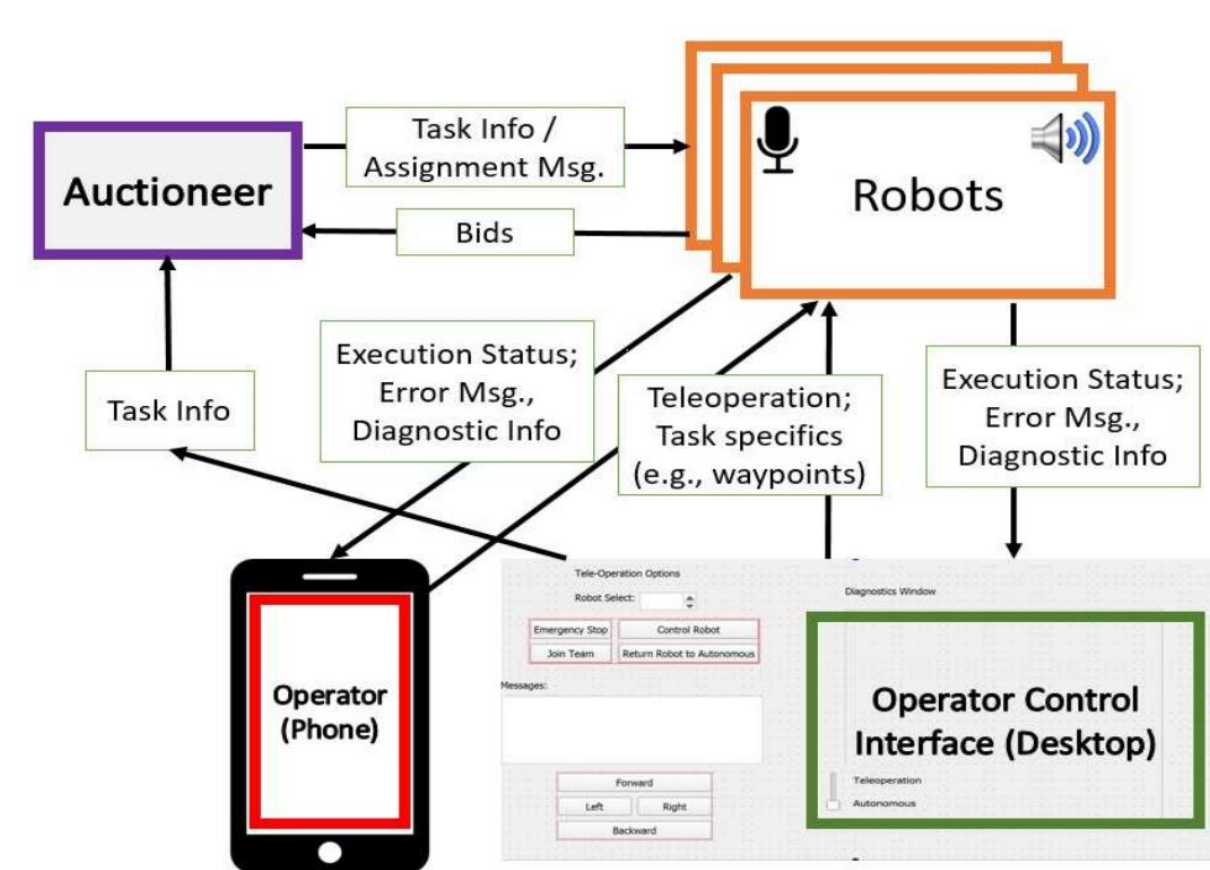 Auctioneer
Task Info /
Assignment Msg.
Bids
Robots
Task Info
Execution Status;
Error Msg.,
Diagnostic Info
Teleoperation;
Task specifics
(e.g., waypoints)
Execution Status;
Error Msg.,
Diagnostic Info
Operator
(Phone)
Tele-Operation Options
Robot Select:
Emergency Stop
Control Robot
Join Team
Return Robot to Autonomous
Messages:
Forward
Left
Right
Backward
Diagnostics Window
Operator Control
Interface (Desktop)
Teleoperation
Autonomous